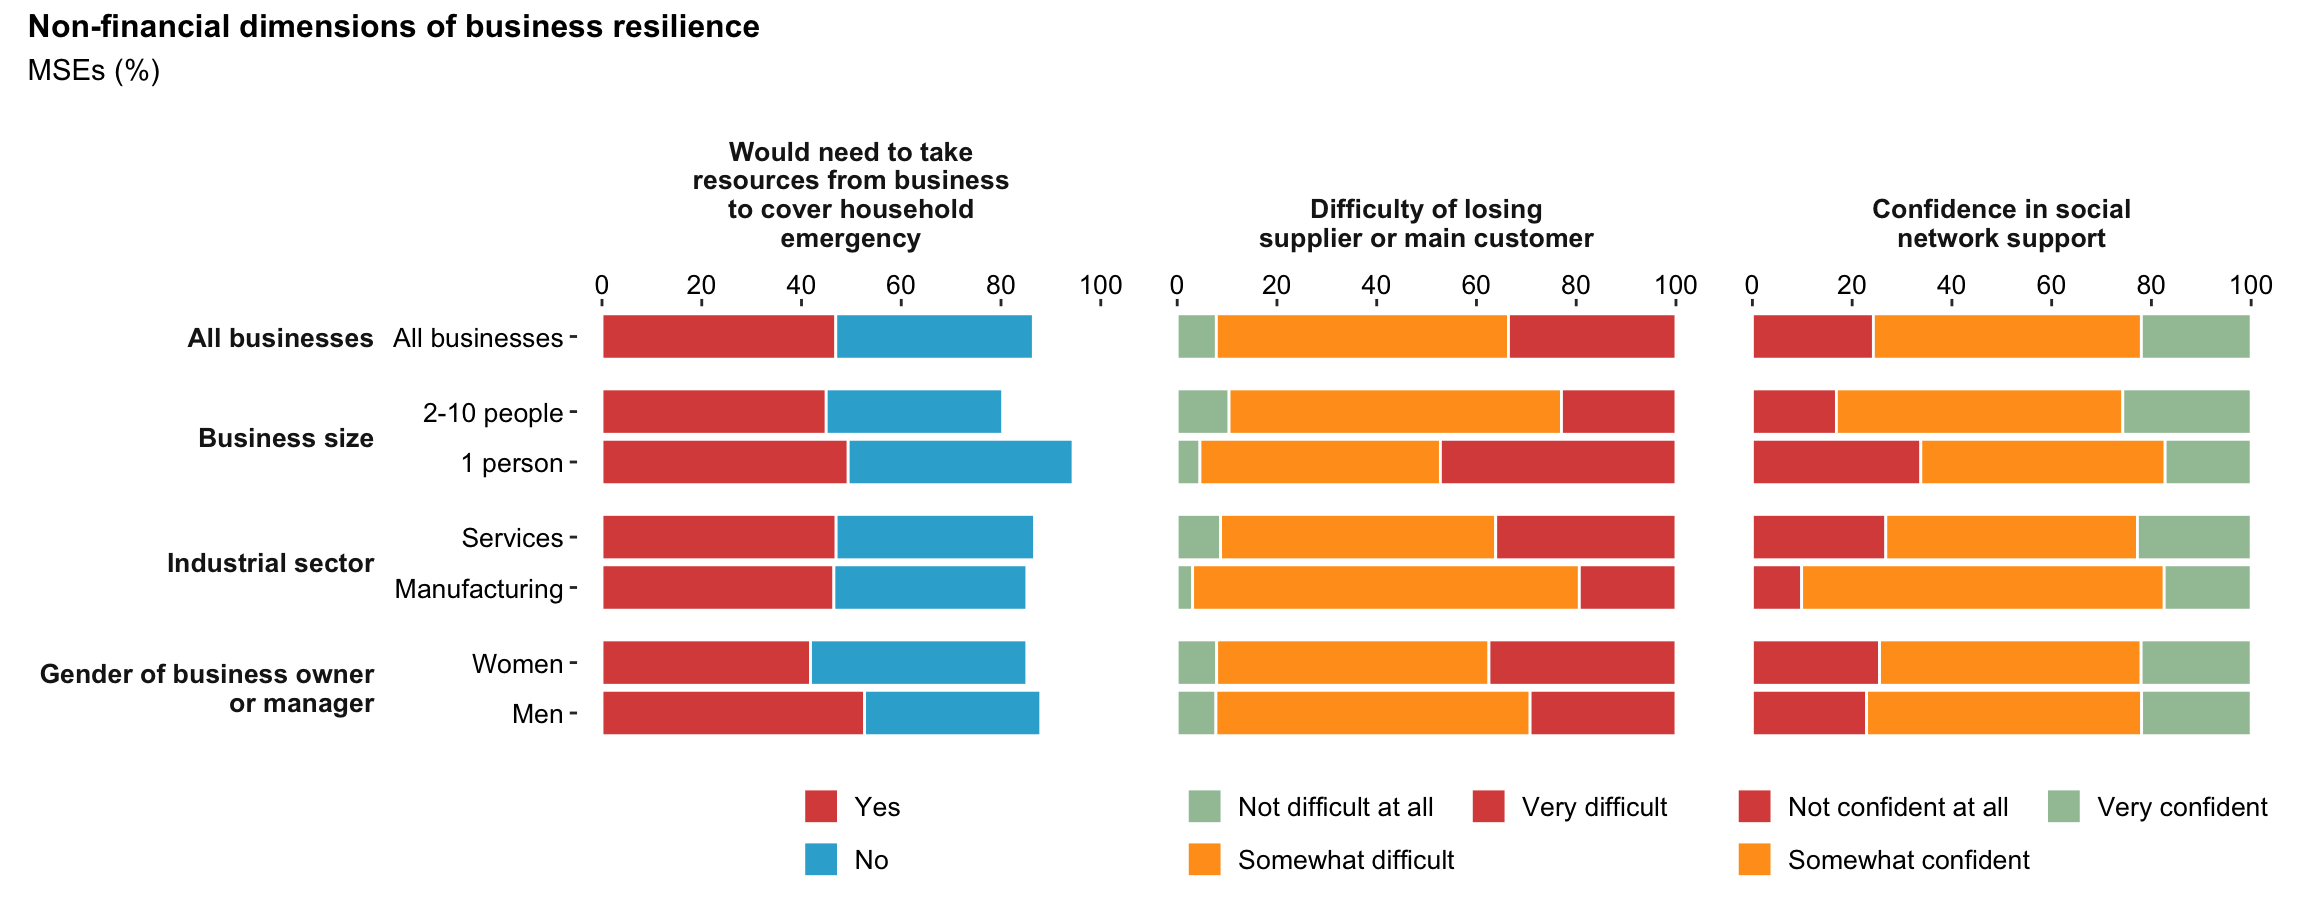 Non-financial dimensions of business resilience
MSEs (%)
Would need to take
resources from business
to cover household
emergency
Difficulty of losing
supplier or main customer
Confidence in social
network support
0 20 40 60 80 100
0 20 40 60 80 100
0 20 40 60 80 100
All businesses
All businesses
Business size
2-10 people
1 person
Industrial sector
Services
Manufacturing
Gender of business owner
or manager
Women
Men
Yes
No
Not difficult at all
Very difficult
Somewhat difficult
Not confident at all
Very confident
Somewhat confident